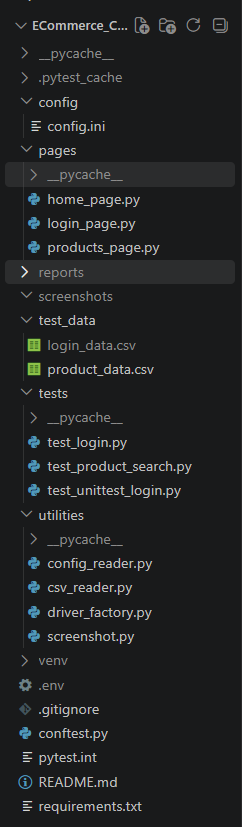 ECommerce_C...
__pycache__
.pytest_cache
config
config.ini
pages
__pycache__
home_page.py
login_page.py
products_page.py
reports
screenshots
test_data
login_data.csv
product_data.csv
tests
__pycache__
test_login.py
test_product_search.py
test_unittest_login.py
utilities
__pycache__
config_reader.py
csv_reader.py
driver_factory.py
screenshot.py
venv
.env
.gitignore
conftest.py
pytest.int
README.md
requirements.txt